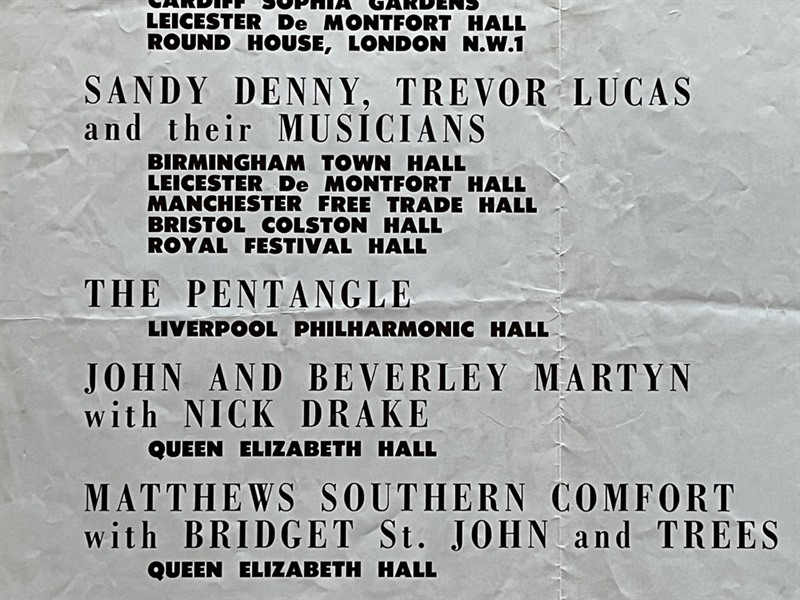 CARDIFF SOPHIA GARDENS
LEICESTER De MONTFORT HALL
ROUND HOUSE, LONDON N.W.1
SANDY DENNY, TREVOR LUCAS
and their MUSICIANS
BIRMINGHAM TOWN HALL
LEICESTER De MONTFORT HALL
MANCHESTER FREE TRADE HALL
BRISTOL COLSTON HALL
ROYAL FESTIVAL HALL
THE PENTANGLE
LIVERPOOL PHILHARMONIC HALL
JOHN AND BEVERLEY MARTYN
with NICK DRAKE
QUEEN ELIZABETH HALL
MATTHEWS SOUTHERN COMFORT
with BRIDGET St. JOHN and TREES
QUEEN ELIZABETH HALL